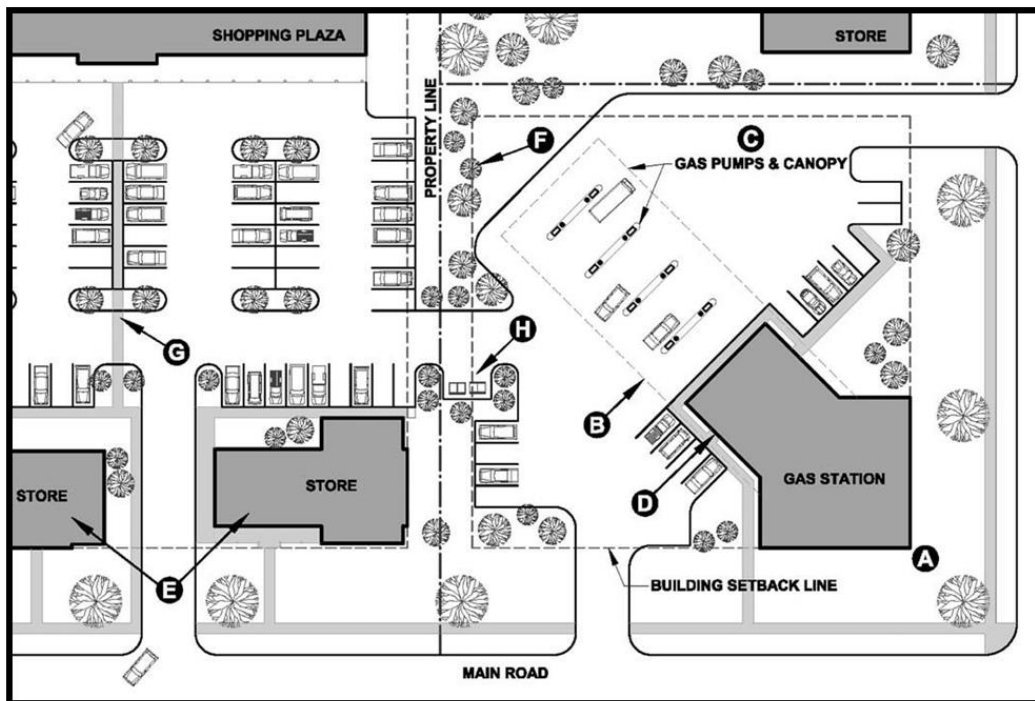 SHOPPING PLAZA
STORE
PROPERTY LINE
C
F
GAS PUMPS & CANOPY
H
G
B
STORE
STORE
D
GAS STATION
A
E
BUILDING SETBACK LINE
MAIN ROAD